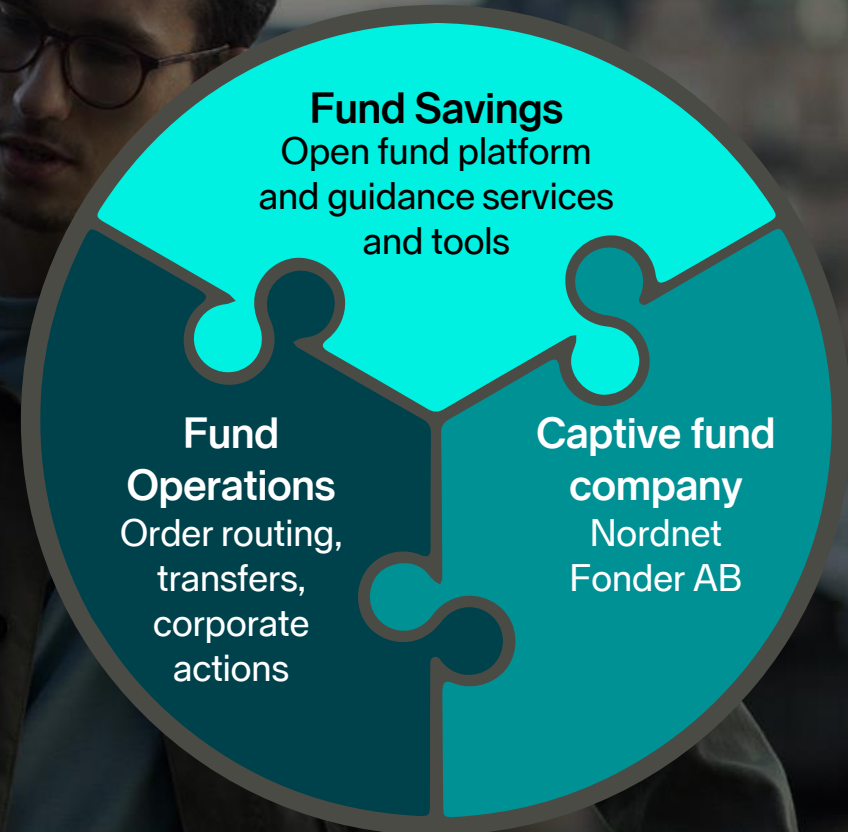 Fund Savings
Open fund platform
and guidance services
and tools
Fund
Operations
Order routing,
transfers,
corporate
actions
Captive fund
company
Nordnet
Fonder AB